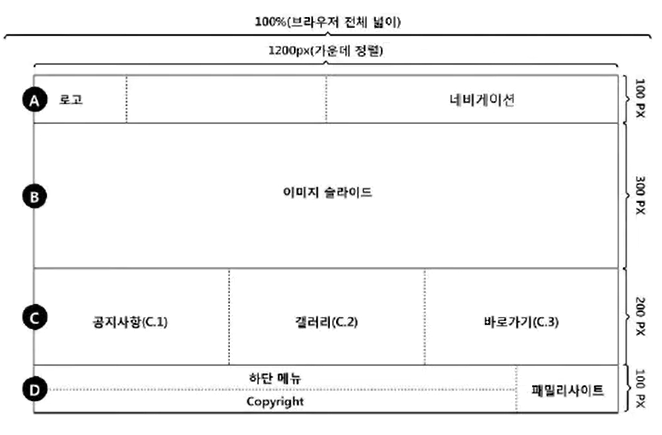 100%(브라우저 전체 넓이)
1200px(가운데 정렬)
A 로고 네비게이션 100 PX
B 이미지 슬라이드 300 PX
C 공지사항(C.1) 갤러리(C.2) 바로가기(C.3) 200 PX
D 하단 메뉴 패밀리사이트 100 PX
Copyright